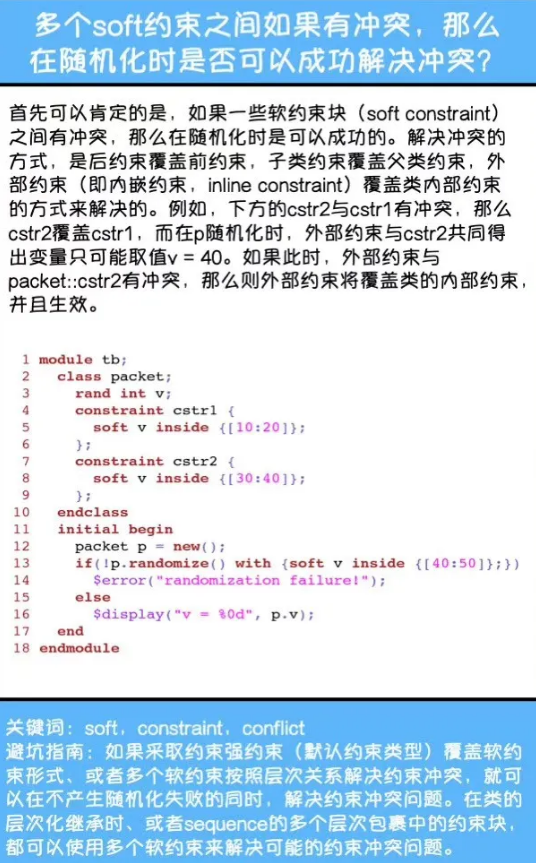 多个soft约束之间如果有冲突，那么
在随机化时是否可以成功解决冲突？
首先可以肯定的是，如果一些软约束块（soft constraint）
之间有冲突，那么在随机化时是可以成功的。解决冲突的
方式，是后约束覆盖前约束，子类约束覆盖父类约束，外
部约束（即内嵌约束，inline constraint）覆盖类内部约束
的方式来解决的。例如，下方的cstr2与cstr1有冲突，那么
cstr2覆盖cstr1，而在p随机化时，外部约束与cstr2共同得
出变量只可能取值v = 40。如果此时，外部约束与
packet::cstr2有冲突，那么则外部约束将覆盖类的内部约束，
并且生效。
1 module tb;
2   class packet;
3     rand int v;
4     constraint cstr1 {
5       soft v inside {[10:20]};
6     };
7     constraint cstr2 {
8       soft v inside {[30:40]};
9     };
10   endclass
11   initial begin
12     packet p = new();
13     if(!p.randomize() with {soft v inside {[40:50]};})
14       $error("randomization failure!");
15     else
16       $display("v = %0d", p.v);
17   end
18 endmodule
关键词：soft，constraint，conflict
避坑指南：如果采取约束强约束（默认约束类型）覆盖软约
束形式、或者多个软约束按照层次关系解决约束冲突，就可
以在不产生随机化失败的同时，解决约束冲突问题。在类的
层次化继承时、或者sequence的多个层次包裹中的约束块，
都可以使用多个软约束来解决可能的约束冲突问题。